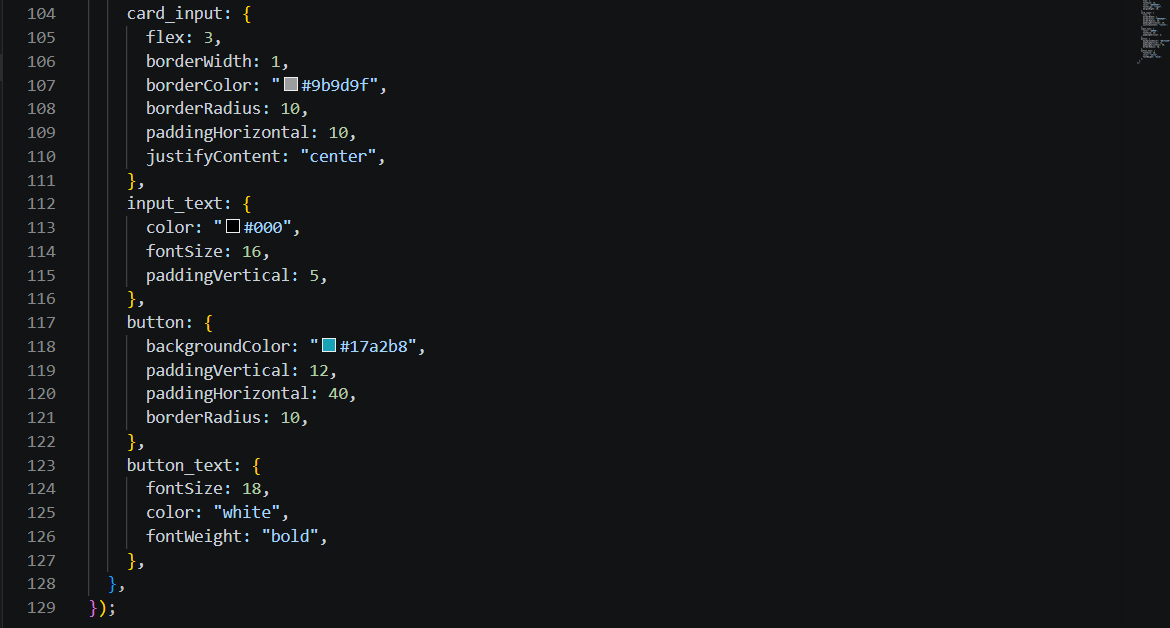 104 card_input: {
105 flex: 3,
106 borderWidth: 1,
107 borderColor: "#9b9d9f",
108 borderRadius: 10,
109 paddingHorizontal: 10,
110 justifyContent: "center",
111 },
112 input_text: {
113 color: "#000",
114 fontSize: 16,
115 paddingVertical: 5,
116 },
117 button: {
118 backgroundColor: "#17a2b8",
119 paddingVertical: 12,
120 paddingHorizontal: 40,
121 borderRadius: 10,
122 },
123 button_text: {
124 fontSize: 18,
125 color: "white",
126 fontWeight: "bold",
127 },
128 },
129 });